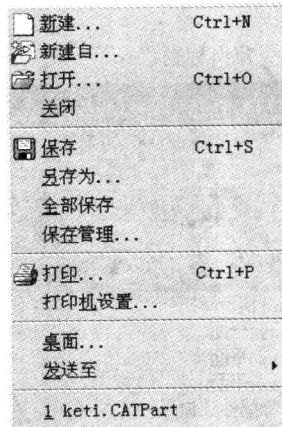 新建... Ctrl+N
新建自...
打开... Ctrl+O
关闭
保存 Ctrl+S
另存为...
全部保存
保存管理...
打印... Ctrl+P
打印机设置...
桌面...
发送至
1 keti.CATPart